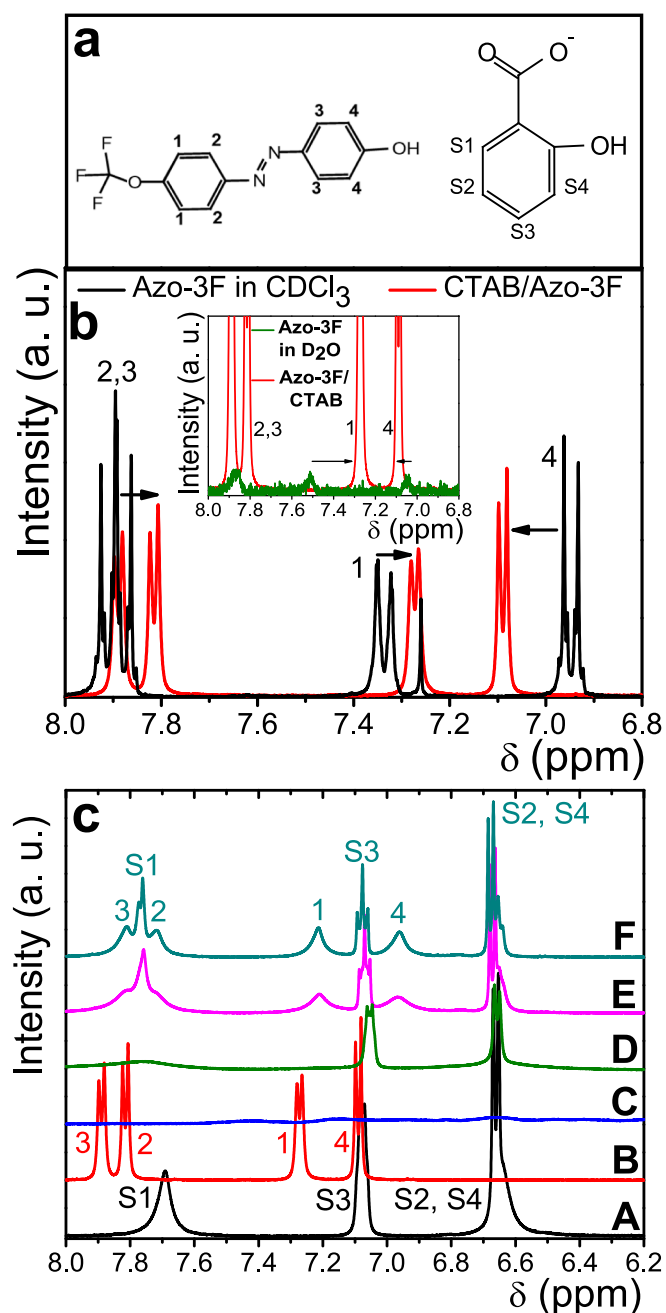 a
F
F
F
O
1
2
1
2
N
N
3
4
3
4
OH
O
O-
S1
OH
S2
S4
S3
b
Azo-3F in CDCl3
CTAB/Azo-3F
Intensity (a. u.)
2,3
1
4
Azo-3F
in D2O
Azo-3F/
CTAB
Intensity (a. u.)
2,3
1
4
8.0 7.8 7.6 7.4 7.2 7.0 6.8
δ (ppm)
8.0 7.8 7.6 7.4 7.2 7.0 6.8
δ (ppm)
c
Intensity (a. u.)
S2, S4
S1
S3
3
2
1
4
F
E
D
C
3
2
1
4
B
S1
S3
S2, S4
A
8.0 7.8 7.6 7.4 7.2 7.0 6.8 6.6 6.4 6.2
δ (ppm)